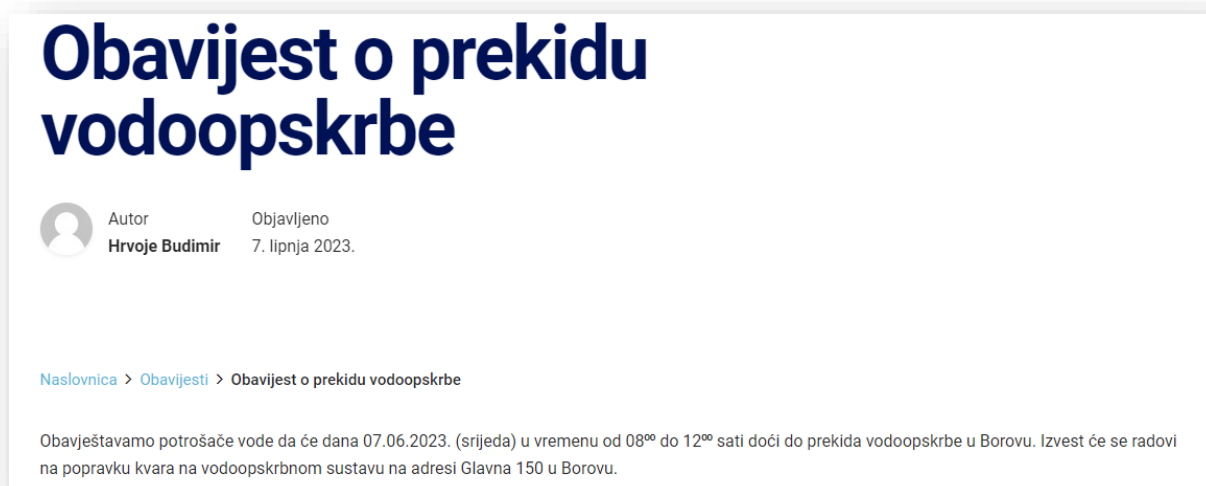 Obavijest o prekidu
vodoopskrbe
Autor
Hrvoje Budimir
Objavljeno
7. lipnja 2023.
Naslovnica > Obavijesti > Obavijest o prekidu vodoopskrbe
Obavještavamo potrošače vode da će dana 07.06.2023. (srijeda) u vremenu od 08⁰⁰ do 12⁰⁰ sati doći do prekida vodoopskrbe u Borovu. Izvest će se radovi
na popravku kvara na vodoopskrbnom sustavu na adresi Glavna 150 u Borovu.